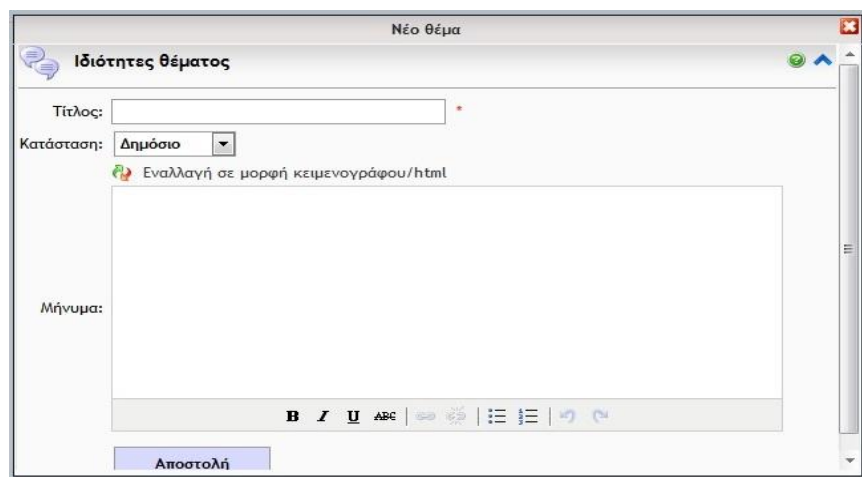 Νέο θέμα
Ιδιότητες θέματος
Τίτλος: *
Κατάσταση: Δημόσιο
Εναλλαγή σε μορφή κειμενογράφου/html
Μήνυμα:
B I U ABC
Αποστολή